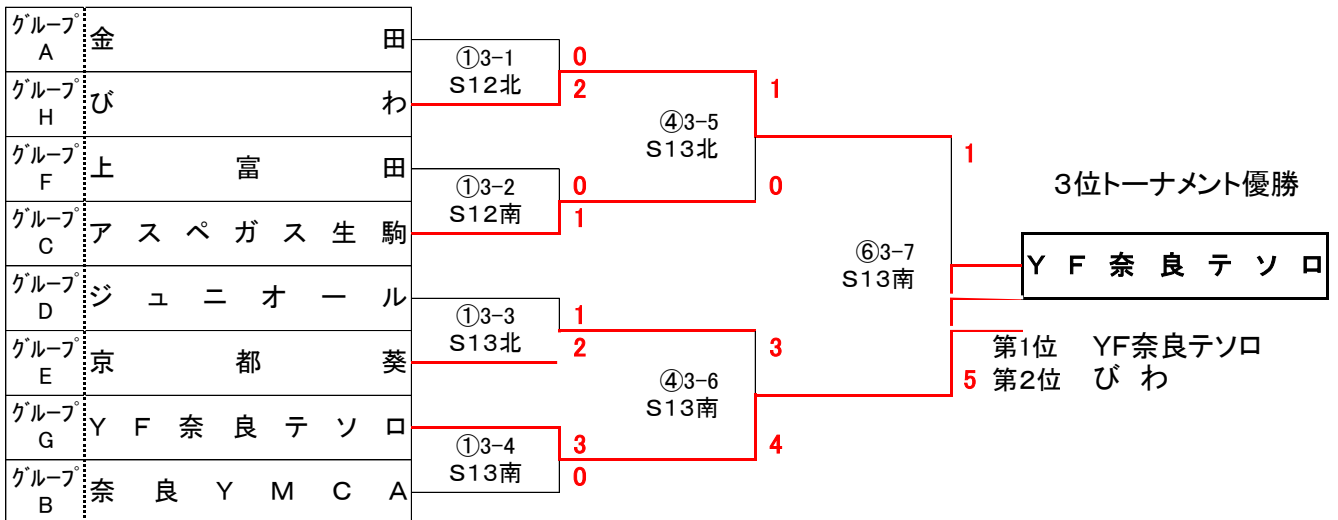 グループ A 金田
グループ H びわ
グループ F 上富田
グループ C アスペガス生駒
グループ D ジュニオール
グループ E 京都葵
グループ G YF奈良テソロ
グループ B 奈良YMCA
①3-1
S12北
0
2
①3-2
S12南
0
1
①3-3
S13北
1
2
①3-4
S13南
3
0
④3-5
S13北
1
0
④3-6
S13南
3
4
⑥3-7
S13南
1
5
3位トーナメント優勝
YF奈良テソロ
第1位 YF奈良テソロ
第2位 びわ